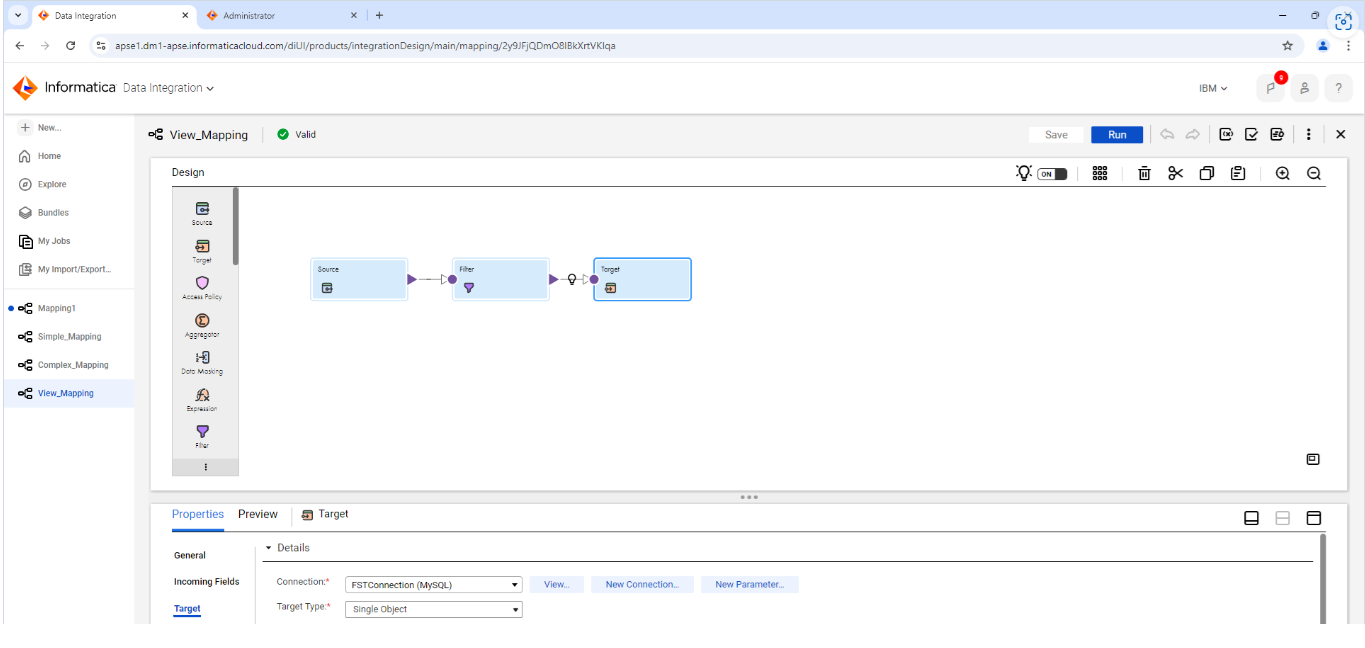 Data Integration
Administrator
apse1.dm1-apse.informaticacloud.com/diUI/products/integrationDesign/main/mapping/2y9JFjQDmO8IBkXrtVKlqa
Informatica Data Integration
IBM
9
?
New...
Home
Explore
Bundles
My Jobs
My Import/Export...
Mapping1
Simple_Mapping
Complex_Mapping
View_Mapping
View_Mapping
Valid
Save
Run
Design
ON
Source
Target
Access Policy
Aggregator
Data Masking
Expression
Filter
Source
Filter
Target
Properties
Preview
Target
General
Incoming Fields
Target
Details
Connection:*
FSTConnection (MySQL)
View...
New Connection...
New Parameter...
Target Type:*
Single Object